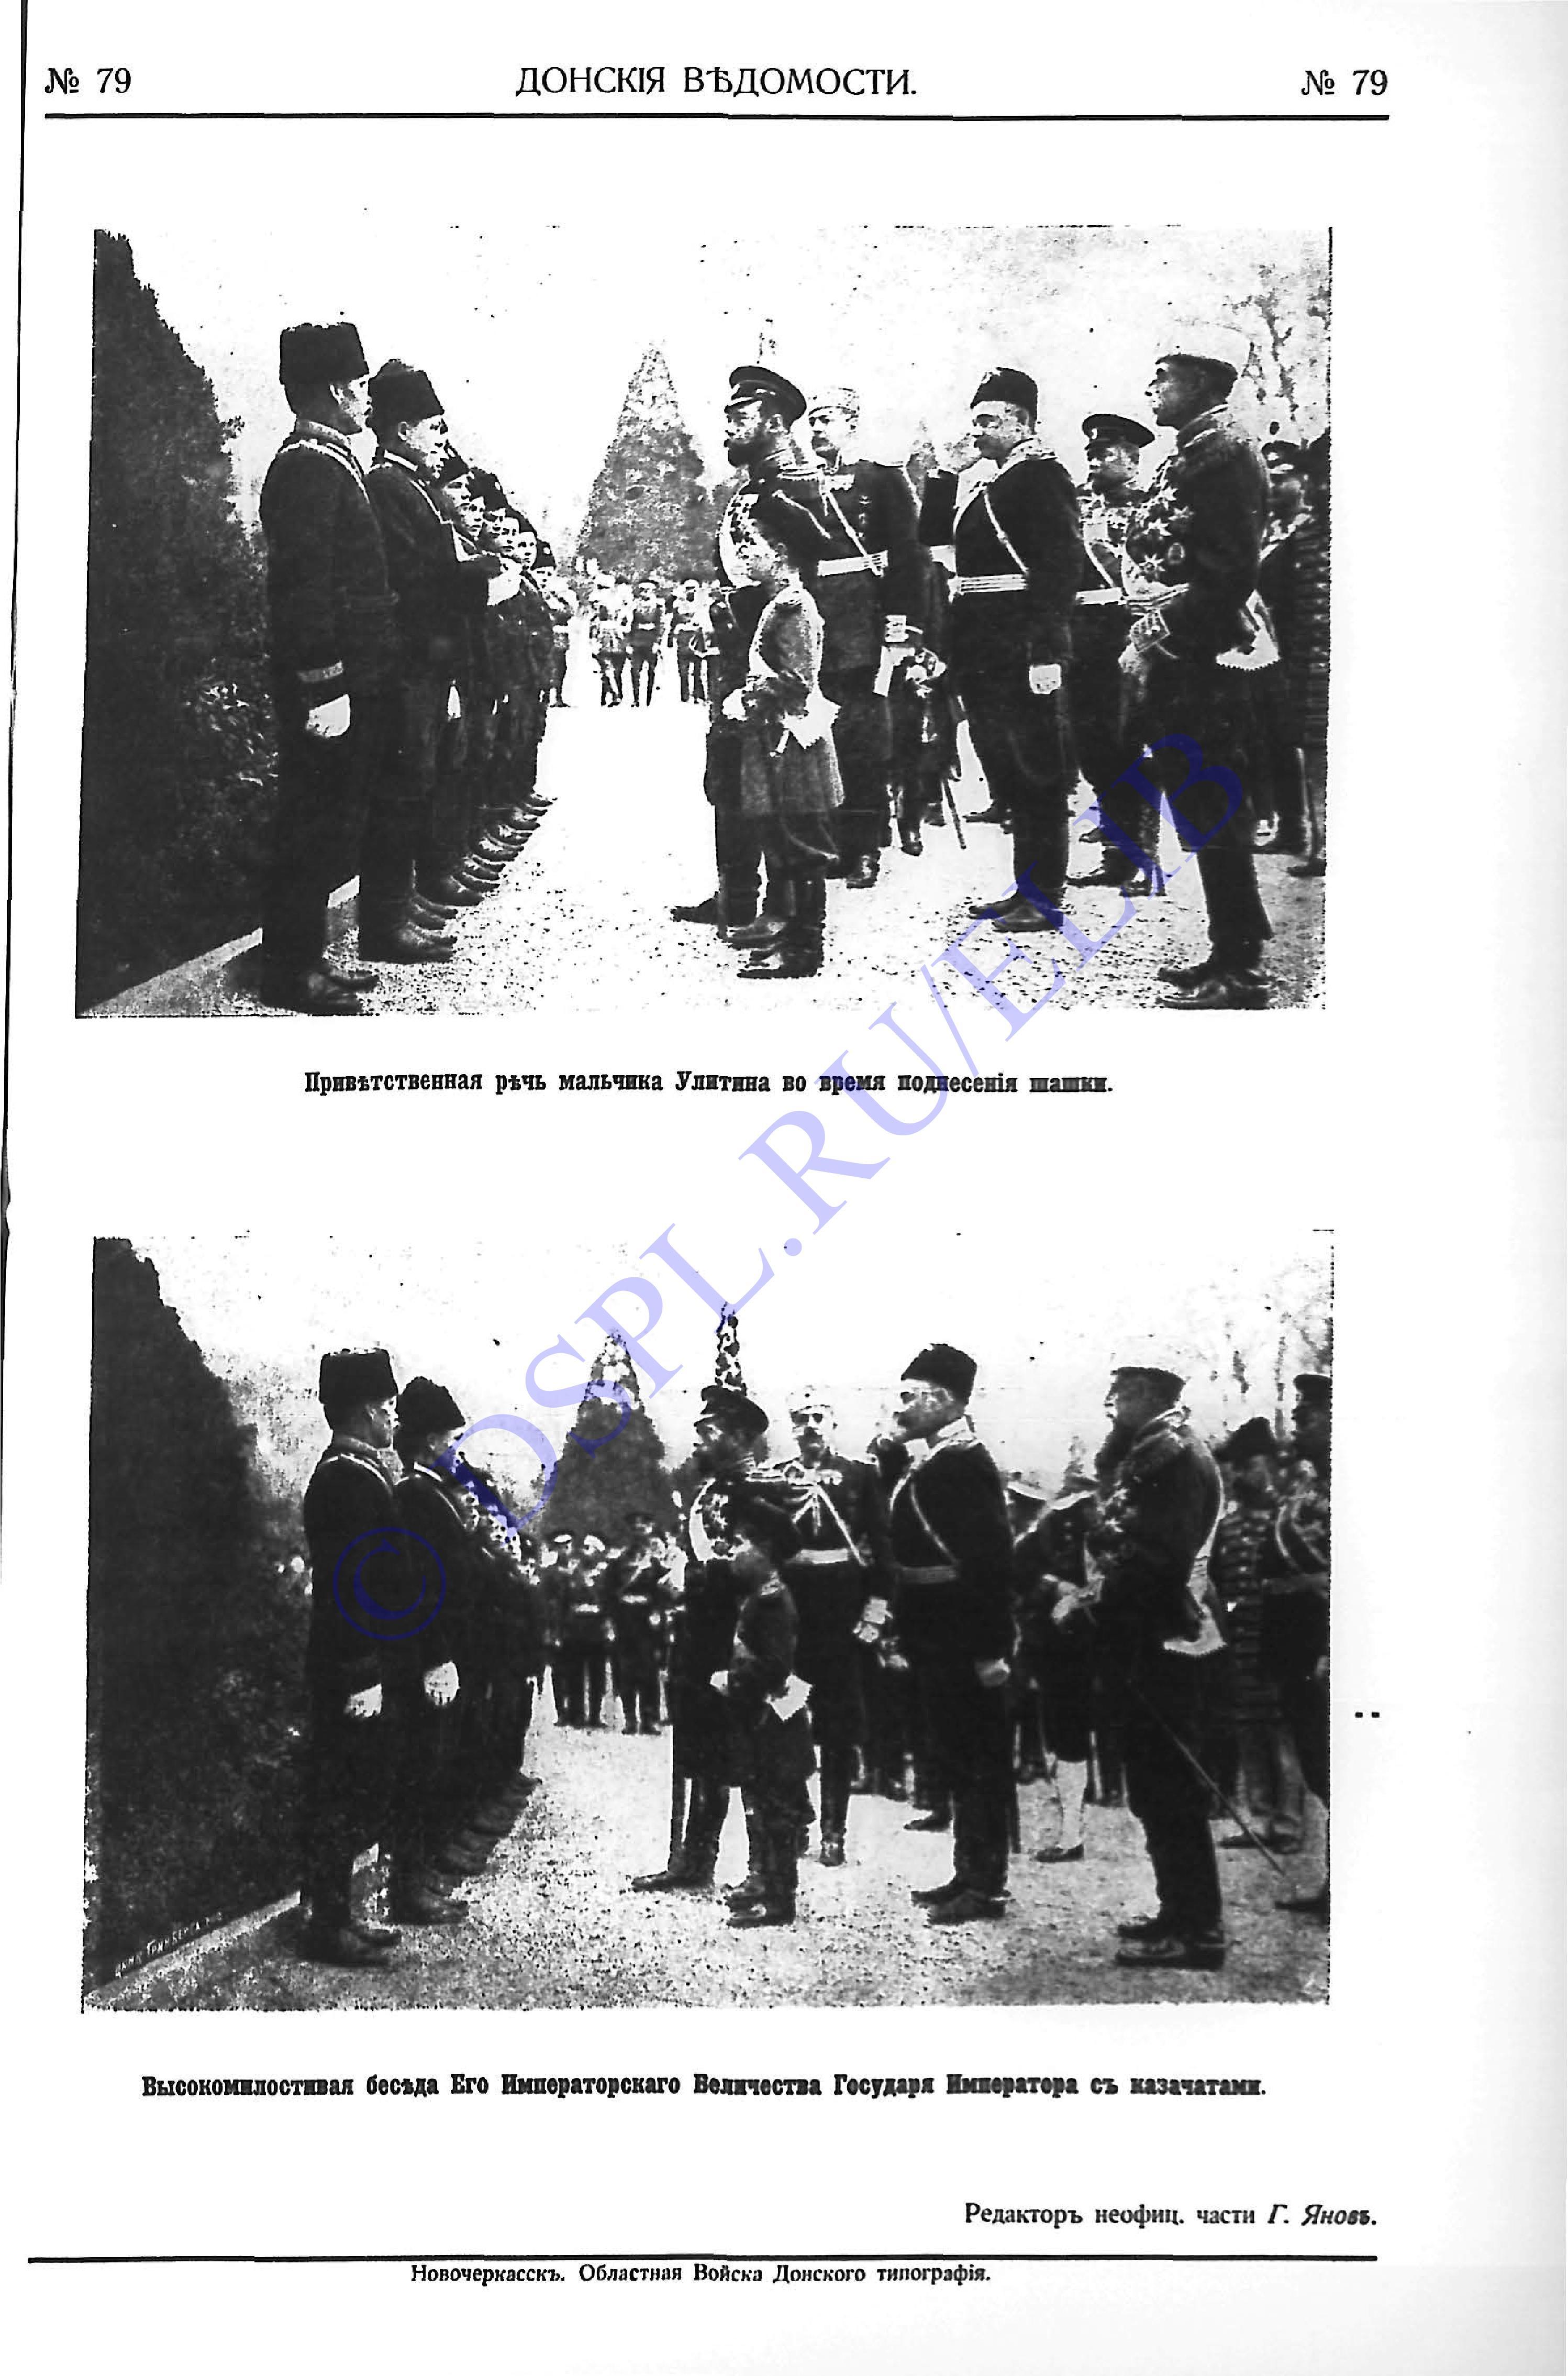 № 79
ДОНСКІЯ ВѢДОМОСТИ.
№ 79
Привѣтственная рѣчь мальчика Улитина во время поднесенія шашки.
© DSPL.RU/ELIB
Высокомилостивая бесѣда Его Императорскаго Величества Государя Императора съ казачатами.
Редакторъ неофиц. части Г. Яновъ.
Новочеркасскъ. Областная Войска Донского типографія.